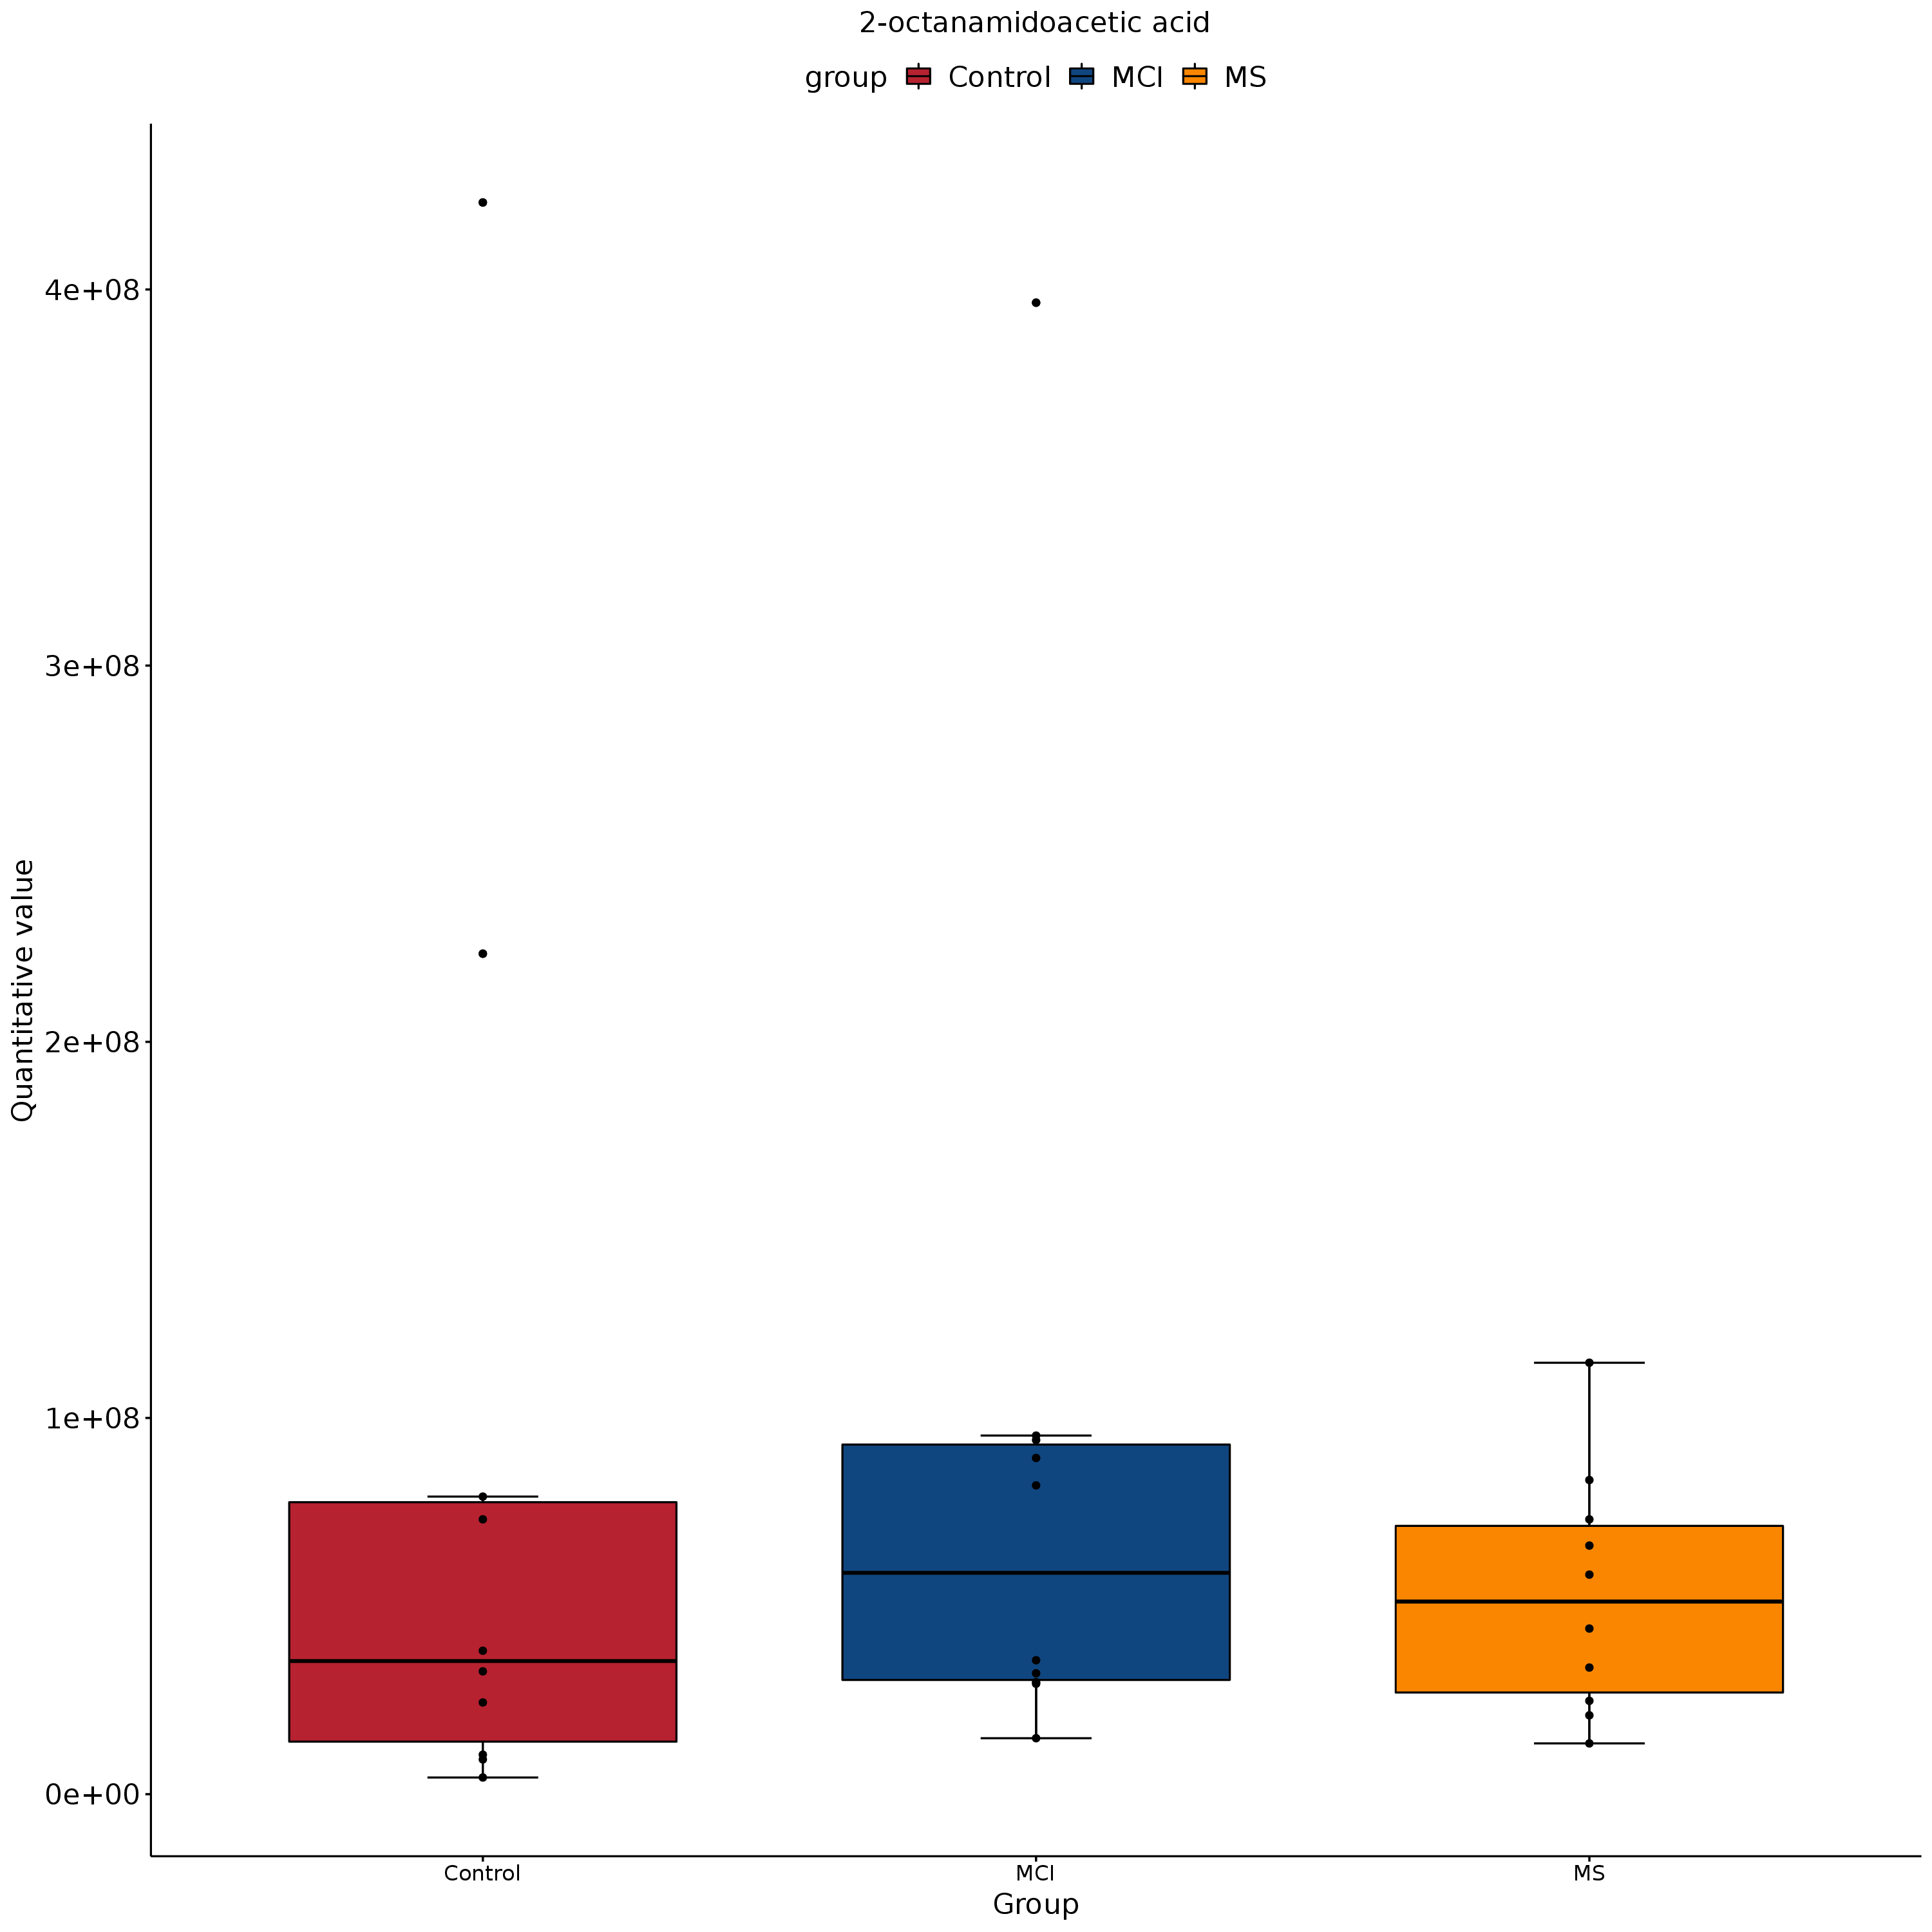 2-octanamidoacetic acid
group Control MCI MS
Quantitative value
4e+08
3e+08
2e+08
1e+08
0e+00
Control MCI MS
Group